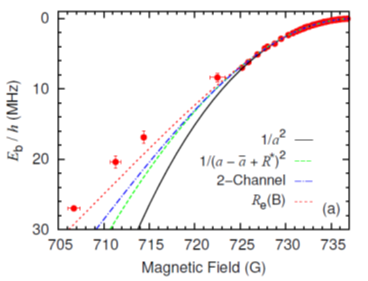 0
10
20
30
E_b / h (MHz)
1/a²
1/(a − a̅ + R*)²
2−Channel
R_e(B)
(a)
705 710 715 720 725 730 735
Magnetic Field (G)